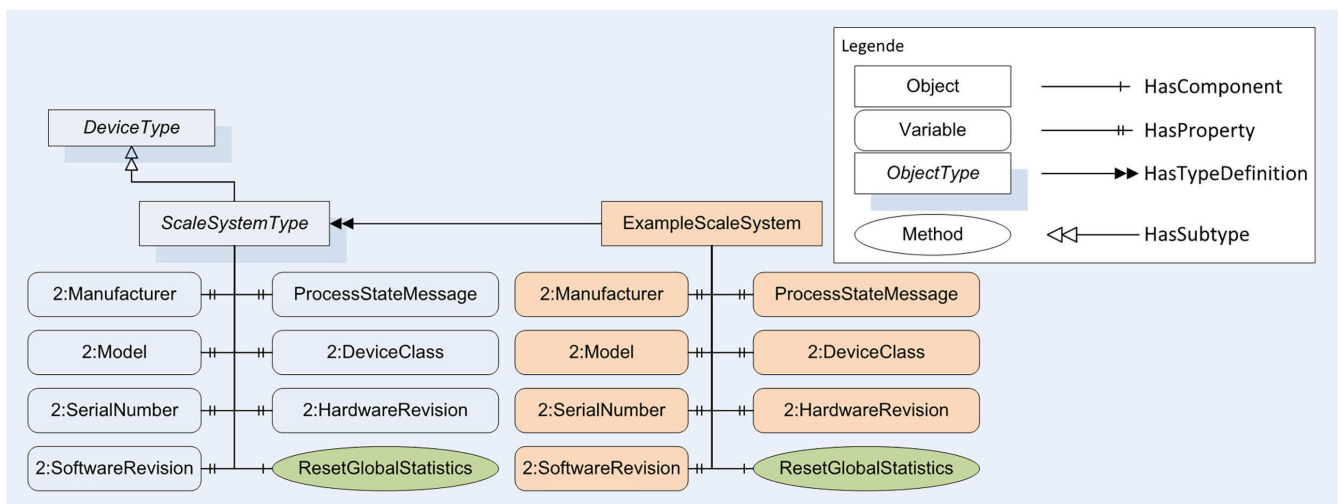 Legende
Object
HasComponent
Variable
HasProperty
ObjectType
HasTypeDefinition
Method
HasSubtype
DeviceType
ScaleSystemType
ExampleScaleSystem
2:Manufacturer
ProcessStateMessage
2:Manufacturer
ProcessStateMessage
2:Model
2:DeviceClass
2:Model
2:DeviceClass
2:SerialNumber
2:HardwareRevision
2:SerialNumber
2:HardwareRevision
2:SoftwareRevision
ResetGlobalStatistics
2:SoftwareRevision
ResetGlobalStatistics